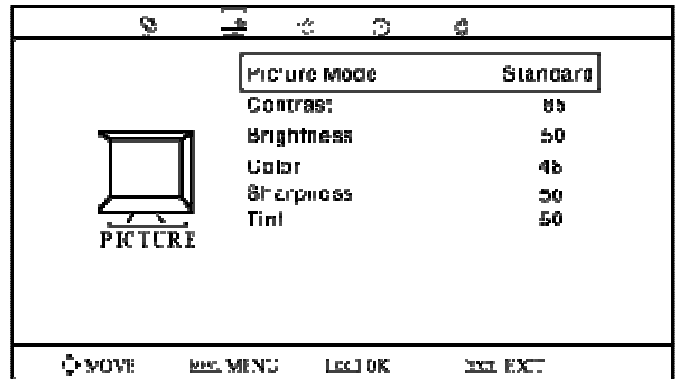 Picture Mode Standard
Contrast 85
Brightness 50
Color 45
Sharpness 50
Tint 50
PICTURE
MOVE MENU OK EXIT